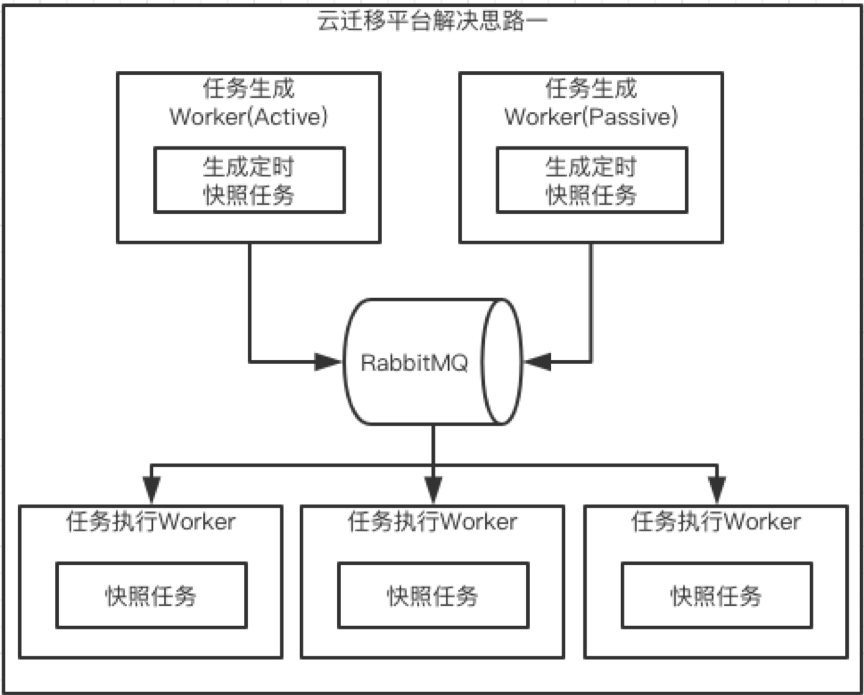 云迁移平台解决思路一
任务生成
Worker(Active)
生成定时
快照任务
任务生成
Worker(Passive)
生成定时
快照任务
RabbitMQ
任务执行Worker
快照任务
任务执行Worker
快照任务
任务执行Worker
快照任务